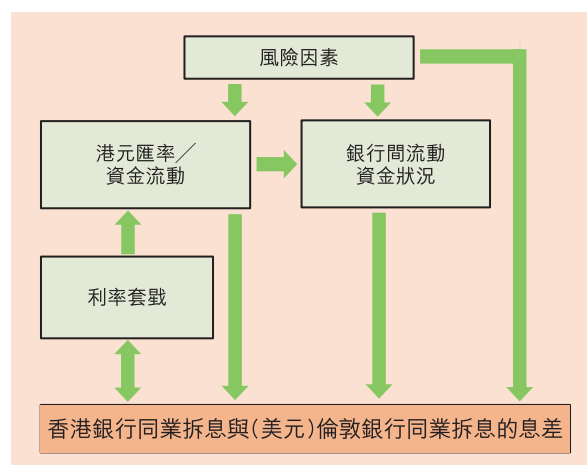 風險因素
港元匯率／
資金流動
銀行間流動
資金狀況
利率套戥
香港銀行同業拆息與(美元)倫敦銀行同業拆息的息差